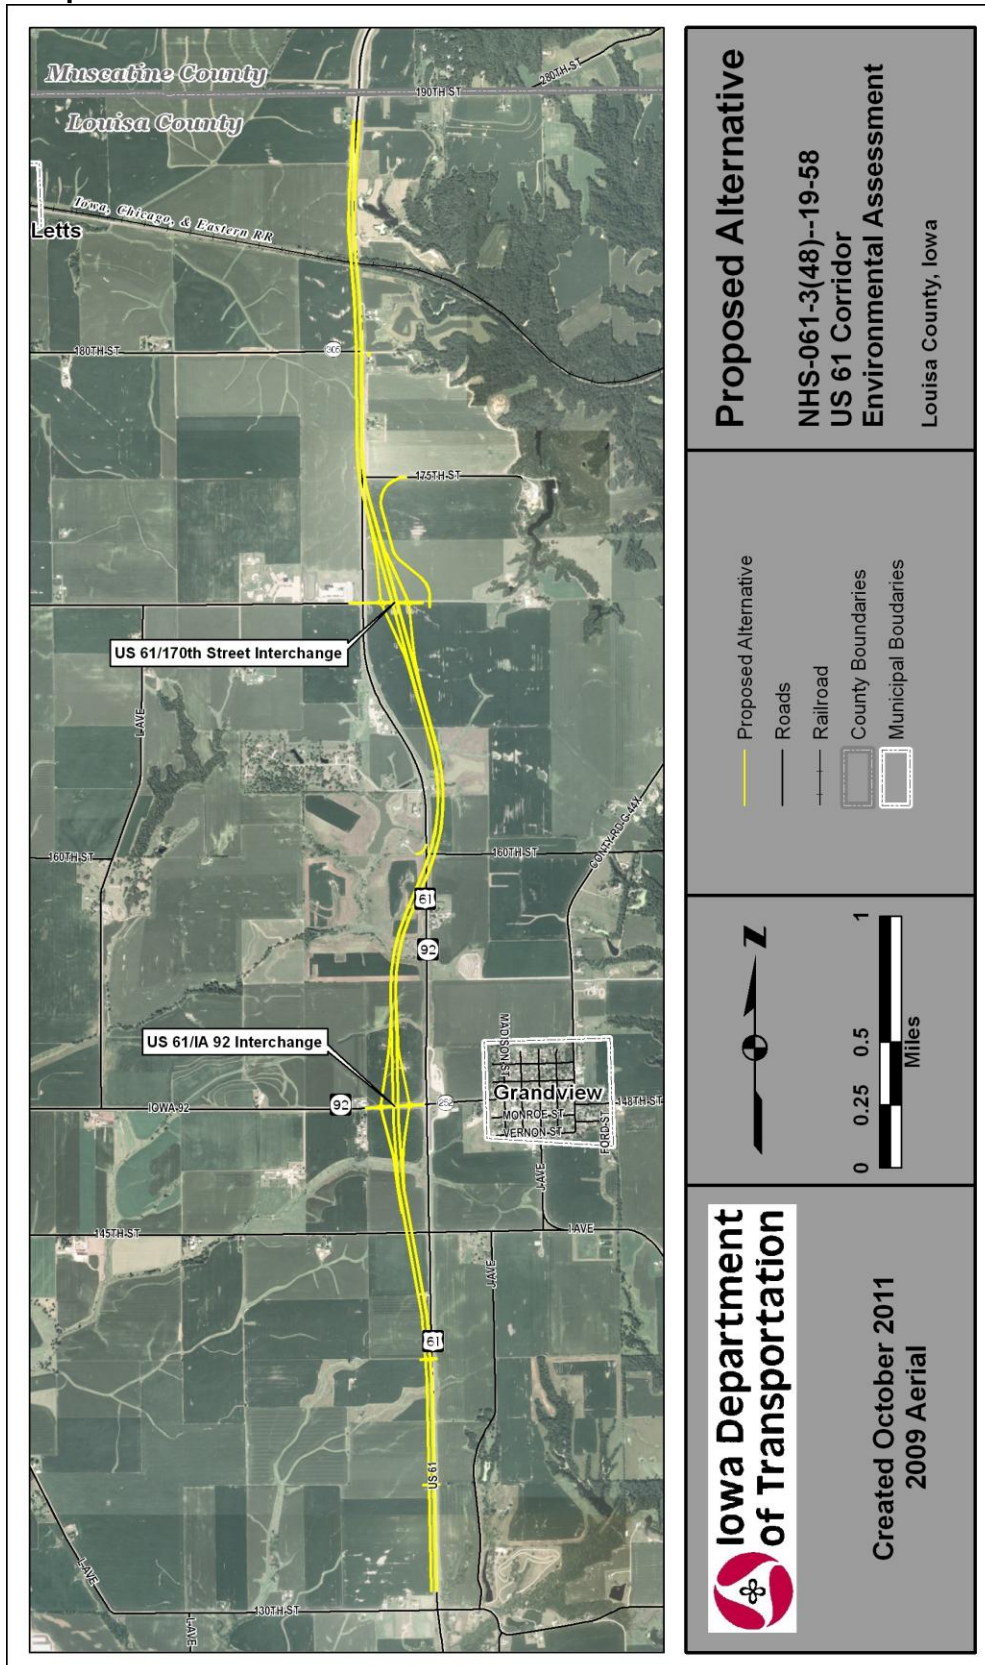 Muscatine County
Louisa County
190TH ST
280TH ST
Iowa, Chicago, & Eastern RR
Letts
180TH ST
175TH ST
US 61/170th Street Interchange
L AVE
160TH ST
160TH ST
CONTY RD G 44X
61
92
US 61/IA 92 Interchange
MADISON ST
IOWA 92
92
252
Grandview
148TH ST
MONROE ST
VERNON ST
FORD ST
J AVE
145TH ST
I AVE
J AVE
61
US 61
L AVE
L AVE
130TH ST
Proposed Alternative
NHS-061-3(48)--19-58
US 61 Corridor
Environmental Assessment
Louisa County, Iowa
Proposed Alternative
Roads
Railroad
County Boundaries
Municipal Boudaries
N
0 0.25 0.5 1
Miles
Iowa Department
of Transportation
Created October 2011
2009 Aerial